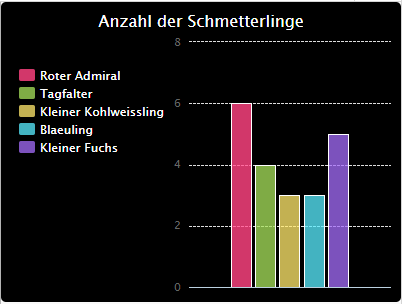 Anzahl der Schmetterlinge
Roter Admiral
Tagfalter
Kleiner Kohlweissling
Blaeuling
Kleiner Fuchs
8
6
4
2
0